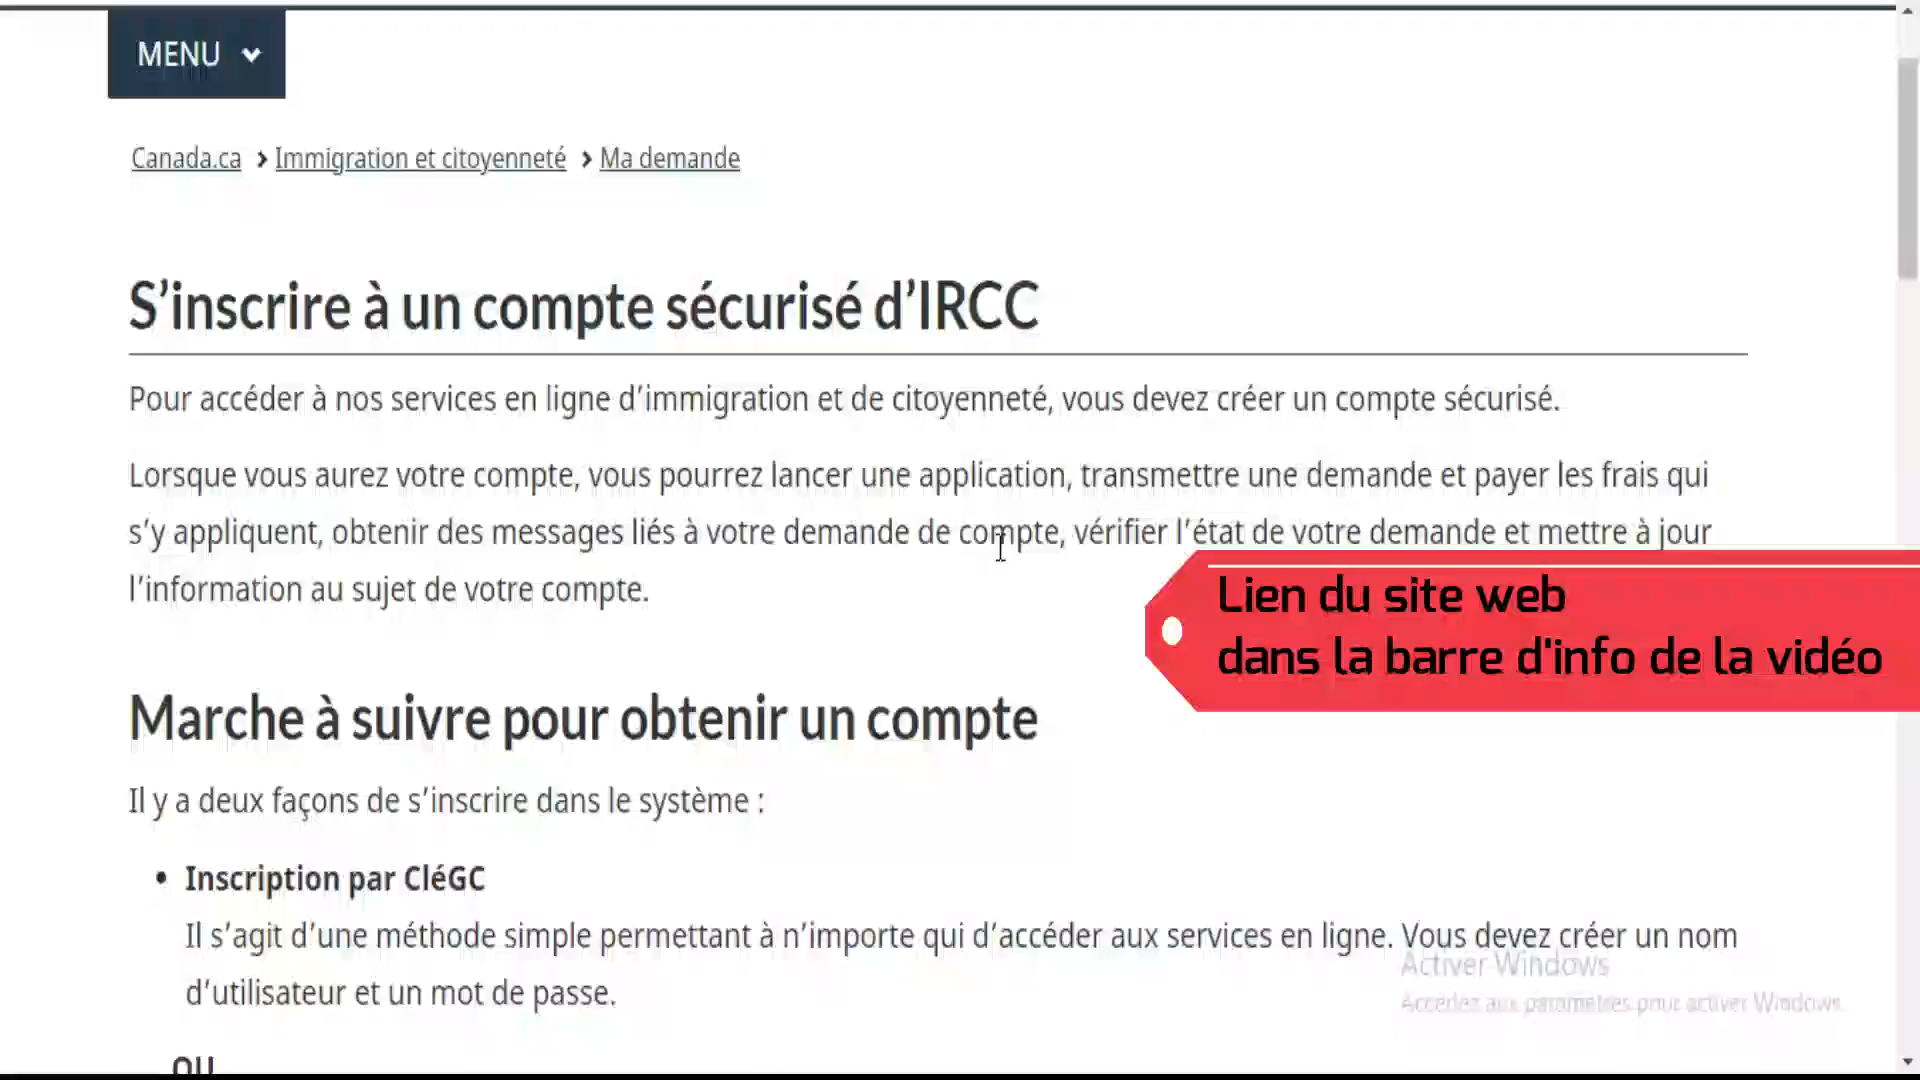 MENU
Canada.ca > Immigration et citoyenneté > Ma demande
S’inscrire à un compte sécurisé d’IRCC
Pour accéder à nos services en ligne d’immigration et de citoyenneté, vous devez créer un compte sécurisé.
Lorsque vous aurez votre compte, vous pourrez lancer une application, transmettre une demande et payer les frais qui
s’y appliquent, obtenir des messages liés à votre demande de compte, vérifier l’état de votre demande et mettre à jour
l’information au sujet de votre compte.
Lien du site web
dans la barre d'info de la vidéo
Marche à suivre pour obtenir un compte
Il y a deux façons de s’inscrire dans le système :
• Inscription par CléGC
Il s’agit d’une méthode simple permettant à n’importe qui d’accéder aux services en ligne. Vous devez créer un nom
d’utilisateur et un mot de passe.
Activer Windows
Accédez aux paramètres pour activer Windows.
OU